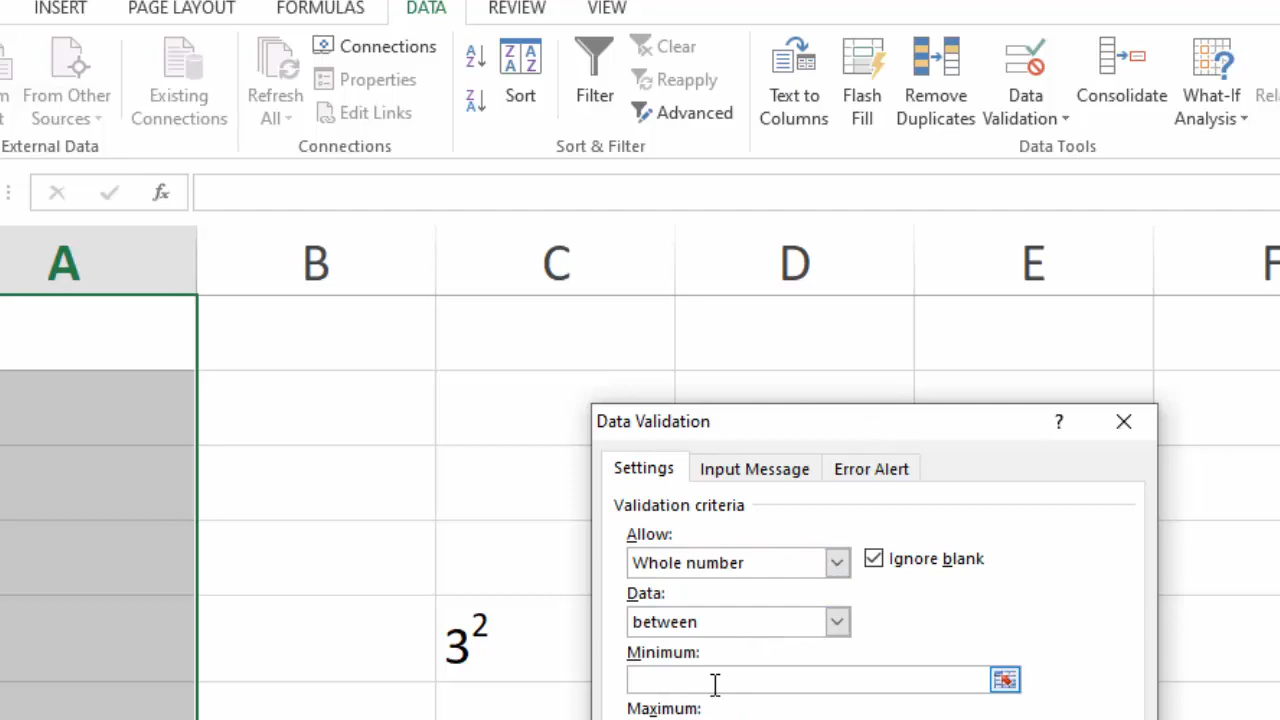 INSERT PAGE LAYOUT FORMULAS DATA REVIEW VIEW
From Other Sources
Existing Connections
Refresh All
Connections
Properties
Edit Links
Sort
Filter
Clear
Reapply
Advanced
Text to Columns
Flash Fill
Remove Duplicates
Data Validation
Consolidate
What-If Analysis
External Data
Connections
Sort & Filter
Data Tools
fx
A B C D E F
3²
Data Validation ?
Settings Input Message Error Alert
Validation criteria
Allow:
Whole number Ignore blank
Data:
between
Minimum:
Maximum: